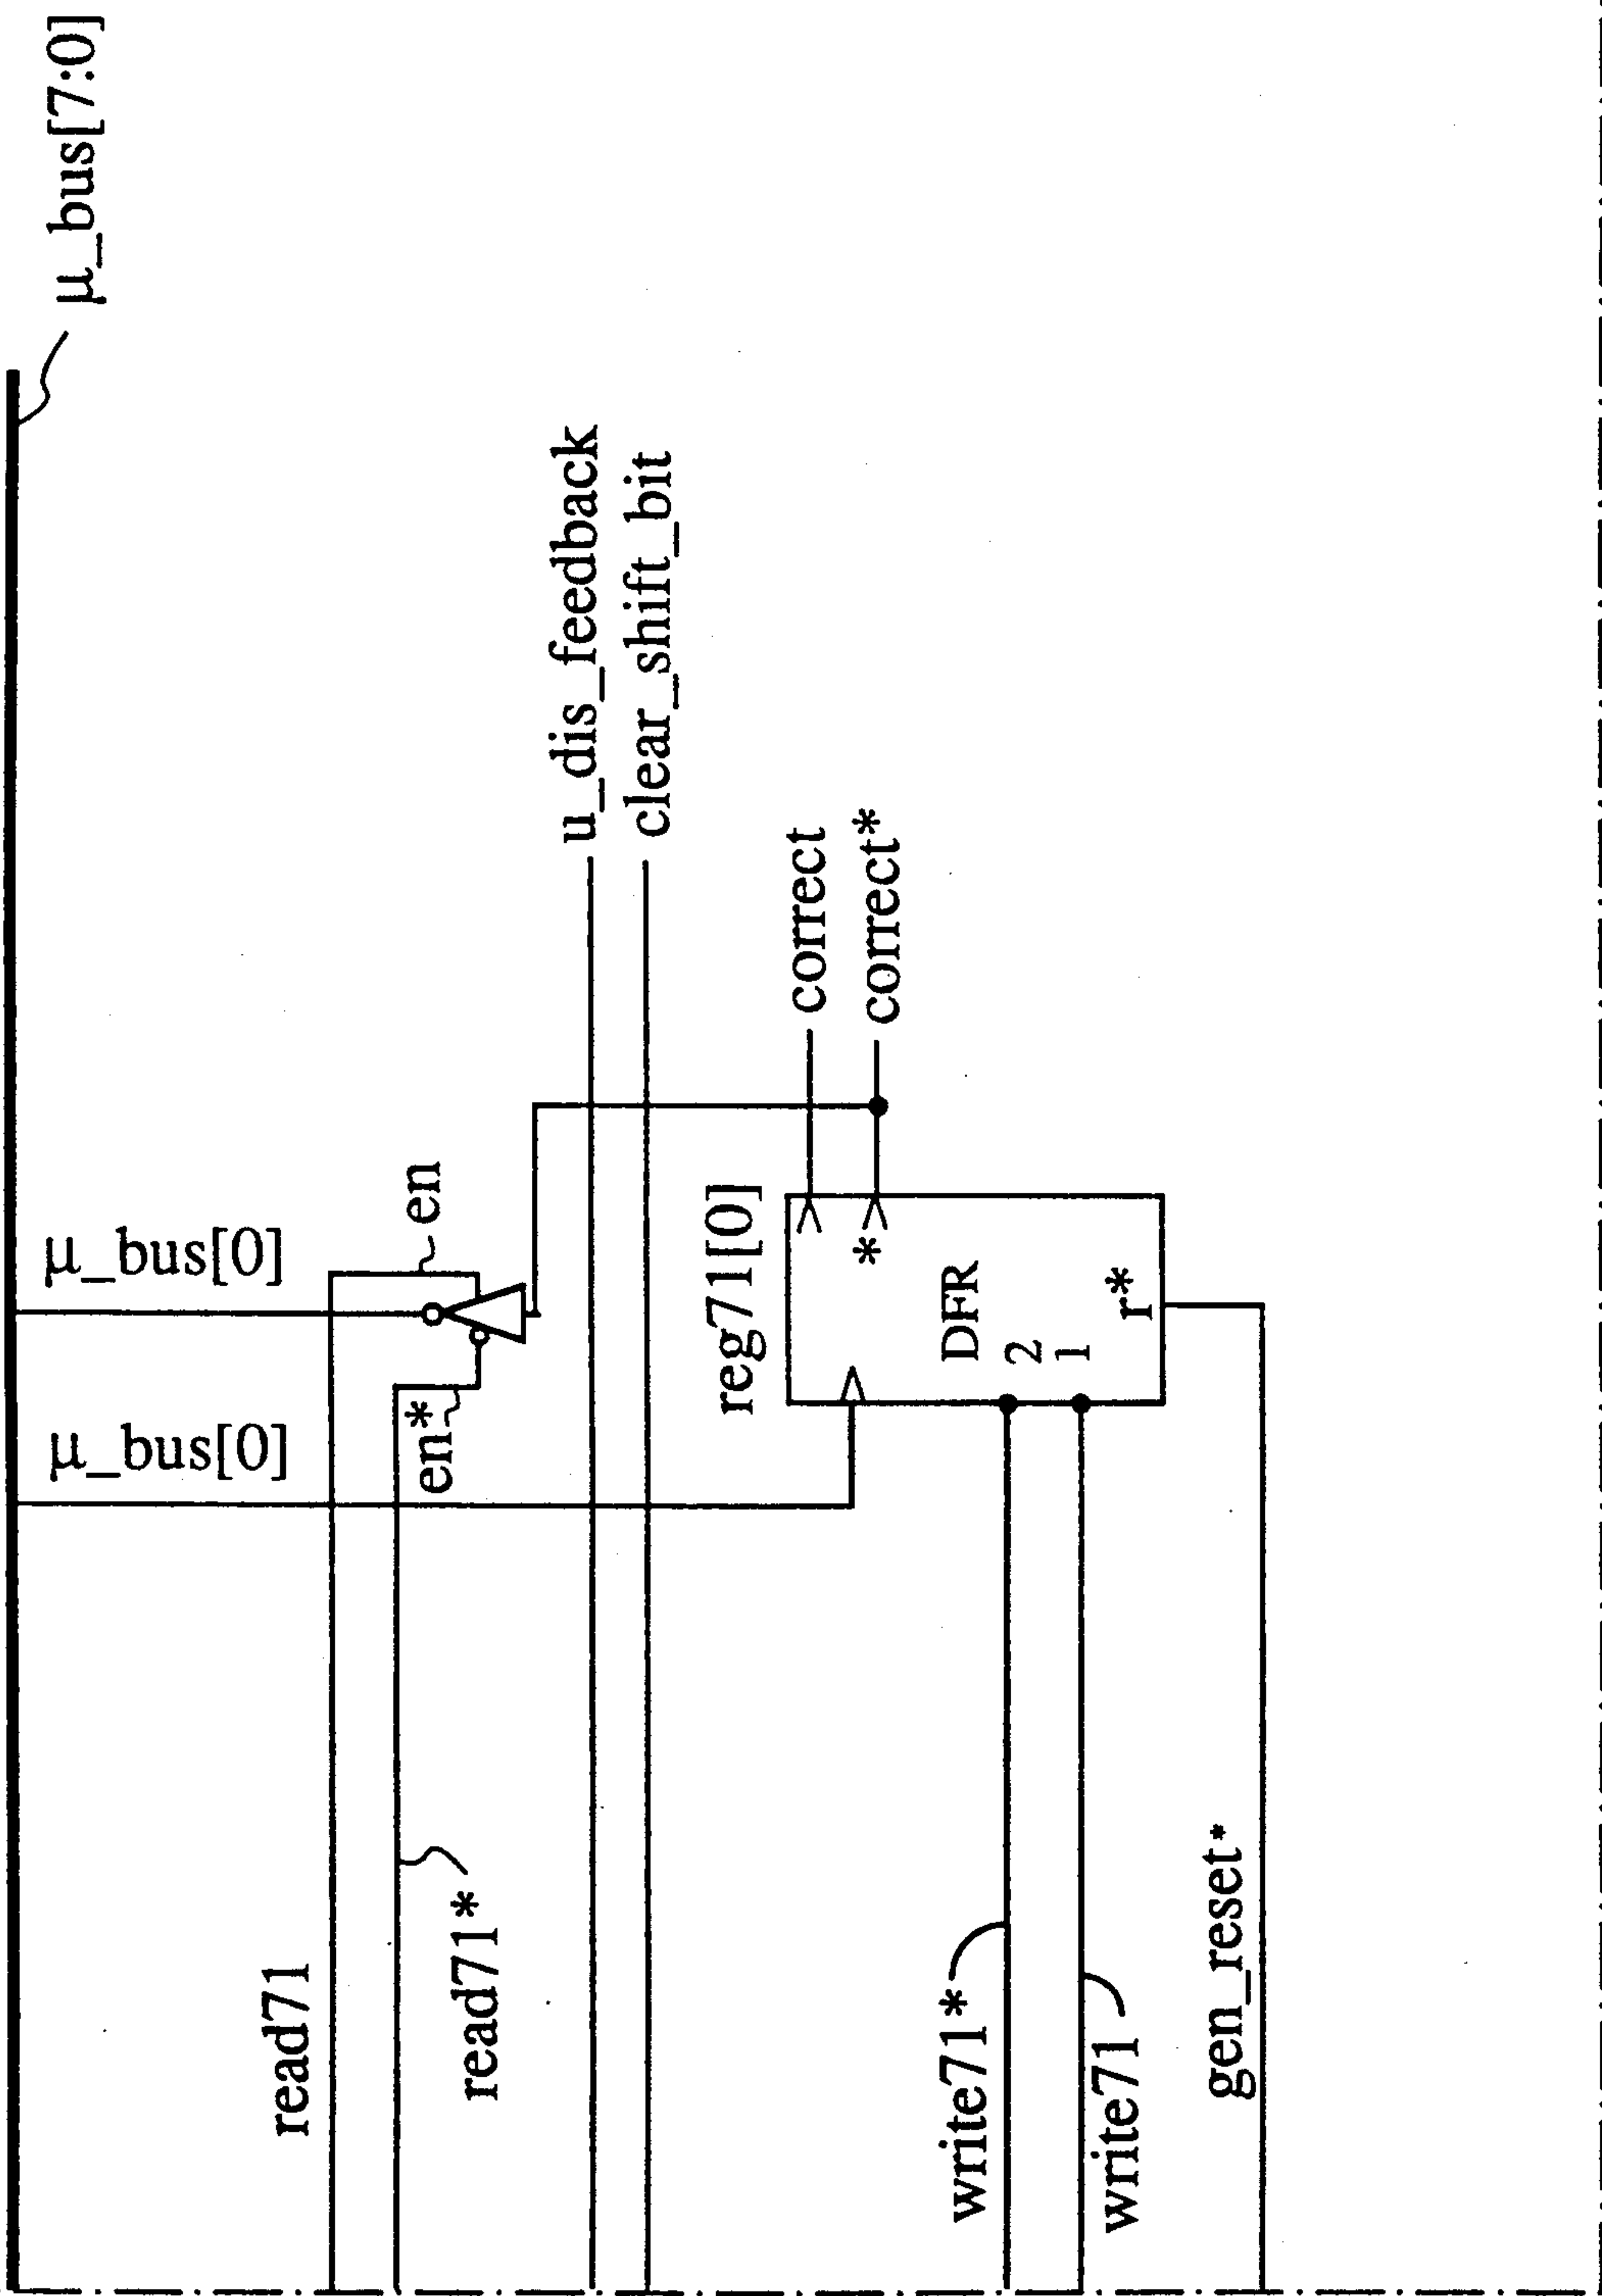 μ_bus[7:0]
μ_bus[0]
μ_bus[0]
read71
en*
en
read71*
u_dis_feedback
clear_shift_bit
reg71[0]
correct
*
correct*
DFR
write71*
2
1
write71
r*
gen_reset*